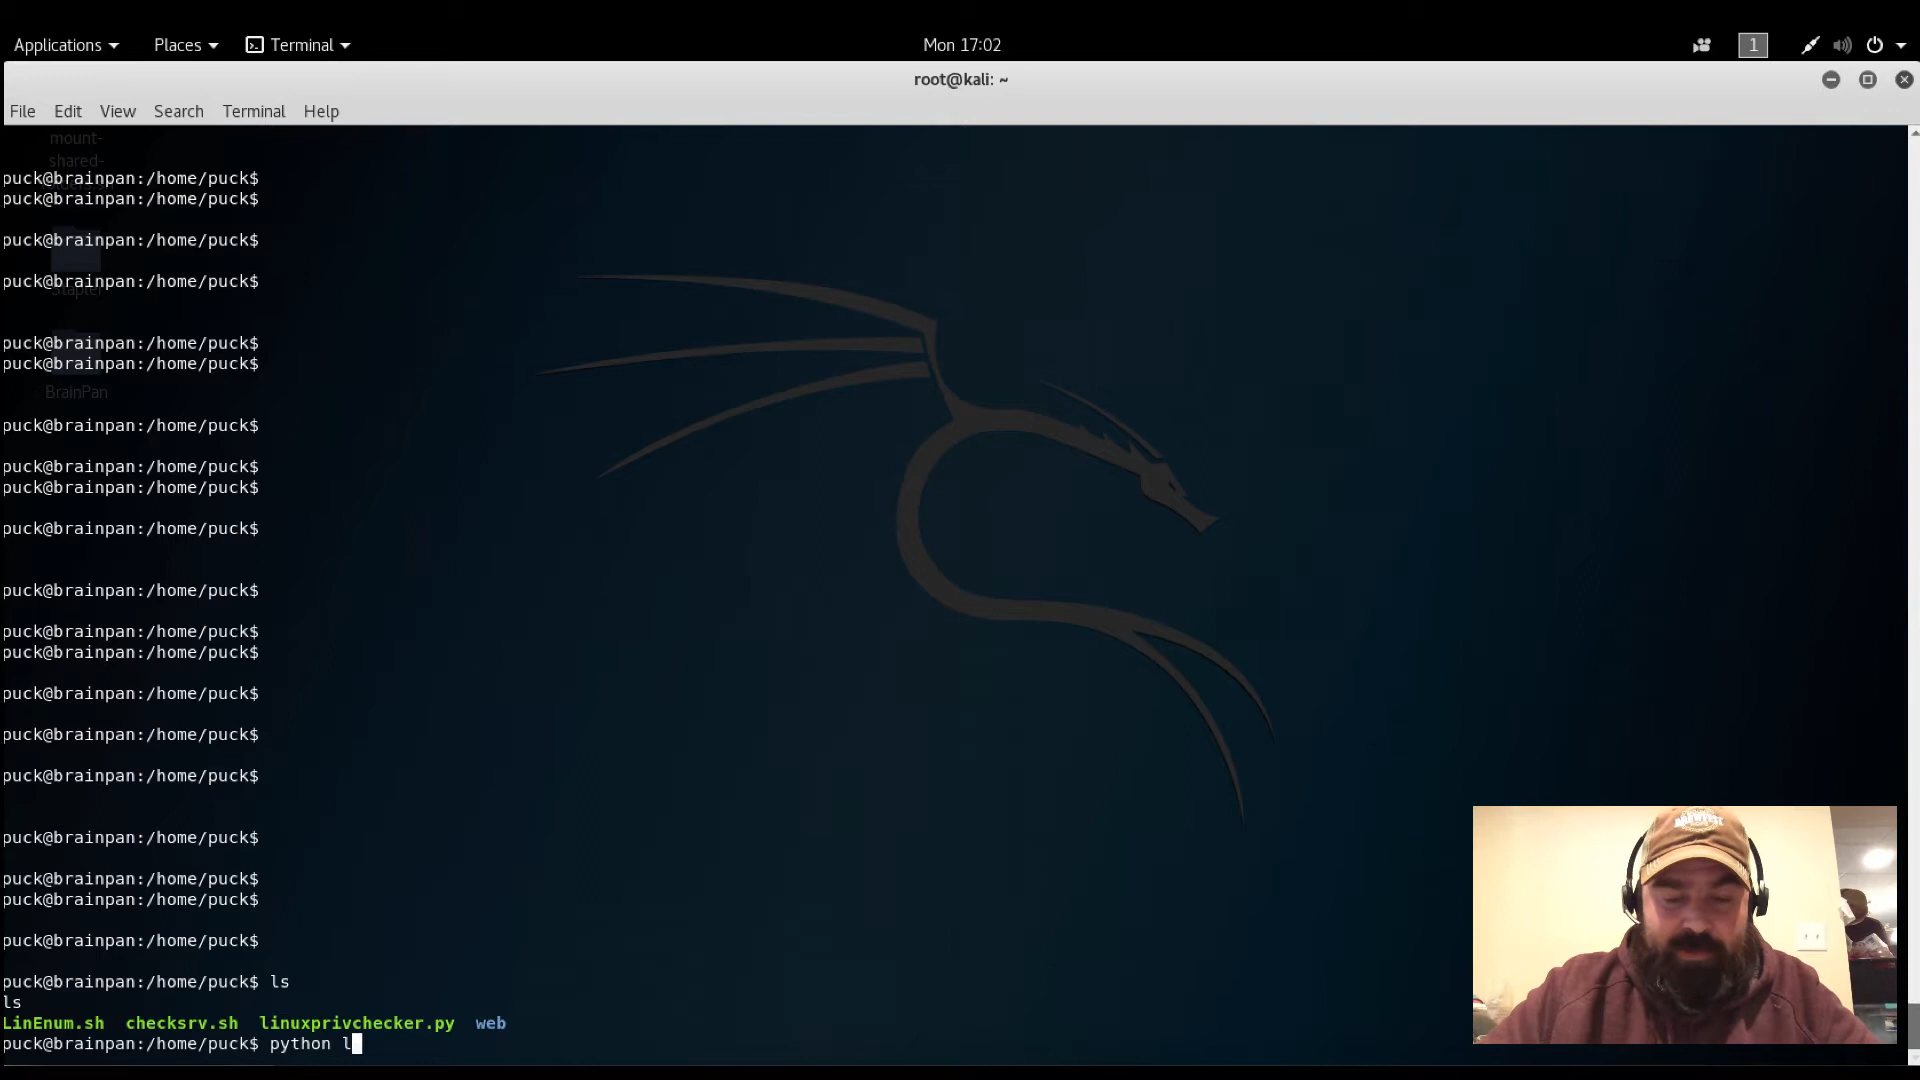 Applications Places Terminal Mon 17:02 1
root@kali: ~
File Edit View Search Terminal Help
mount-
shared-
puck@brainpan:/home/puck$
puck@brainpan:/home/puck$
puck@brainpan:/home/puck$
puck@brainpan:/home/puck$
Stapler
puck@brainpan:/home/puck$
puck@brainpan:/home/puck$
BrainPan
puck@brainpan:/home/puck$
puck@brainpan:/home/puck$
puck@brainpan:/home/puck$
puck@brainpan:/home/puck$
puck@brainpan:/home/puck$
puck@brainpan:/home/puck$
puck@brainpan:/home/puck$
puck@brainpan:/home/puck$
puck@brainpan:/home/puck$
puck@brainpan:/home/puck$
puck@brainpan:/home/puck$
puck@brainpan:/home/puck$
puck@brainpan:/home/puck$
puck@brainpan:/home/puck$
puck@brainpan:/home/puck$ ls
ls
LinEnum.sh checksrv.sh linuxprivchecker.py web
puck@brainpan:/home/puck$ python l